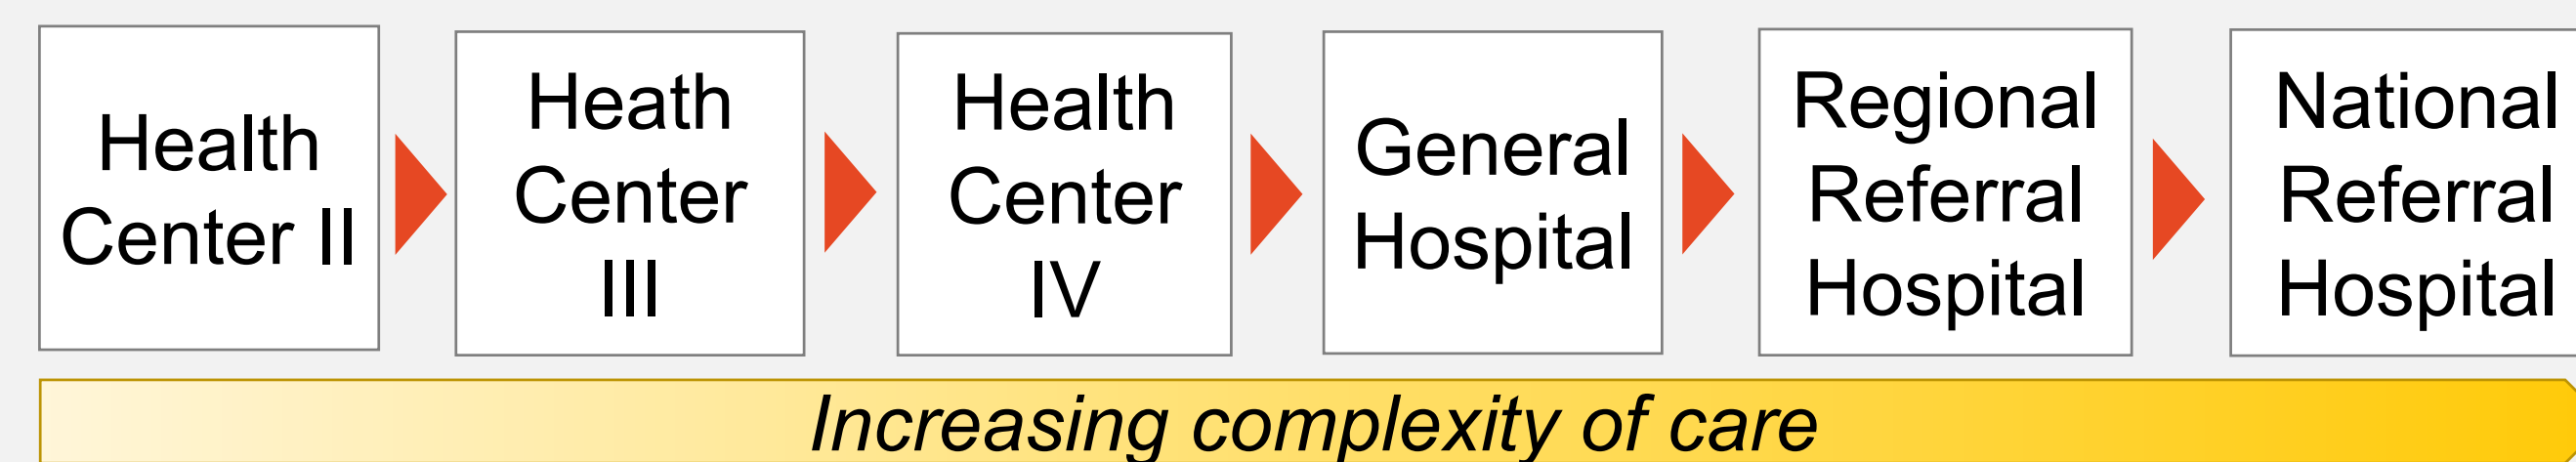 Health
Center II
Heath
Center
III
Health
Center
IV
General
Hospital
Regional
Referral
Hospital
National
Referral
Hospital
Increasing complexity of care